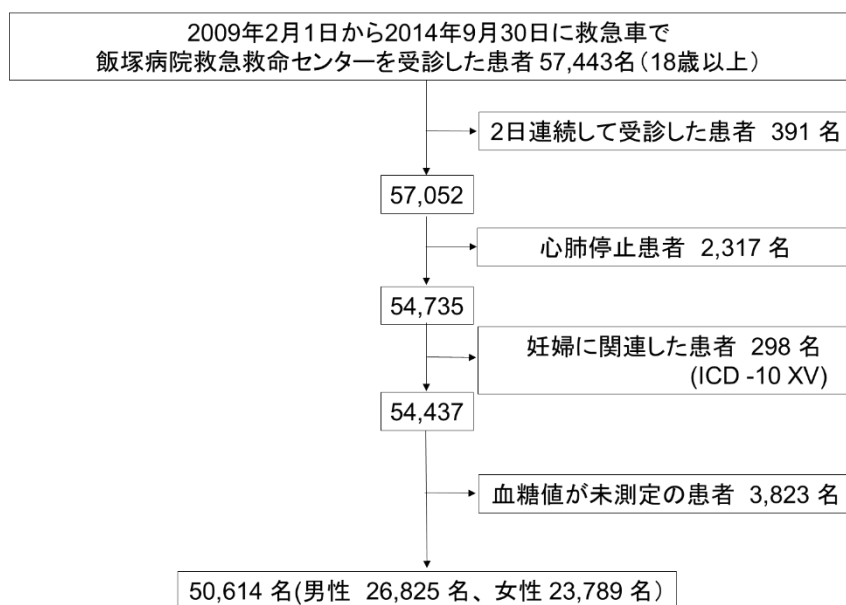 2009年2月1日から2014年9月30日に救急車で
飯塚病院救急救命センターを受診した患者 57,443名（18歳以上）
2日連続して受診した患者 391 名
57,052
心肺停止患者 2,317 名
54,735
妊婦に関連した患者 298 名
(ICD -10 XV)
54,437
血糖値が未測定の患者 3,823 名
50,614 名(男性 26,825 名、女性 23,789 名）